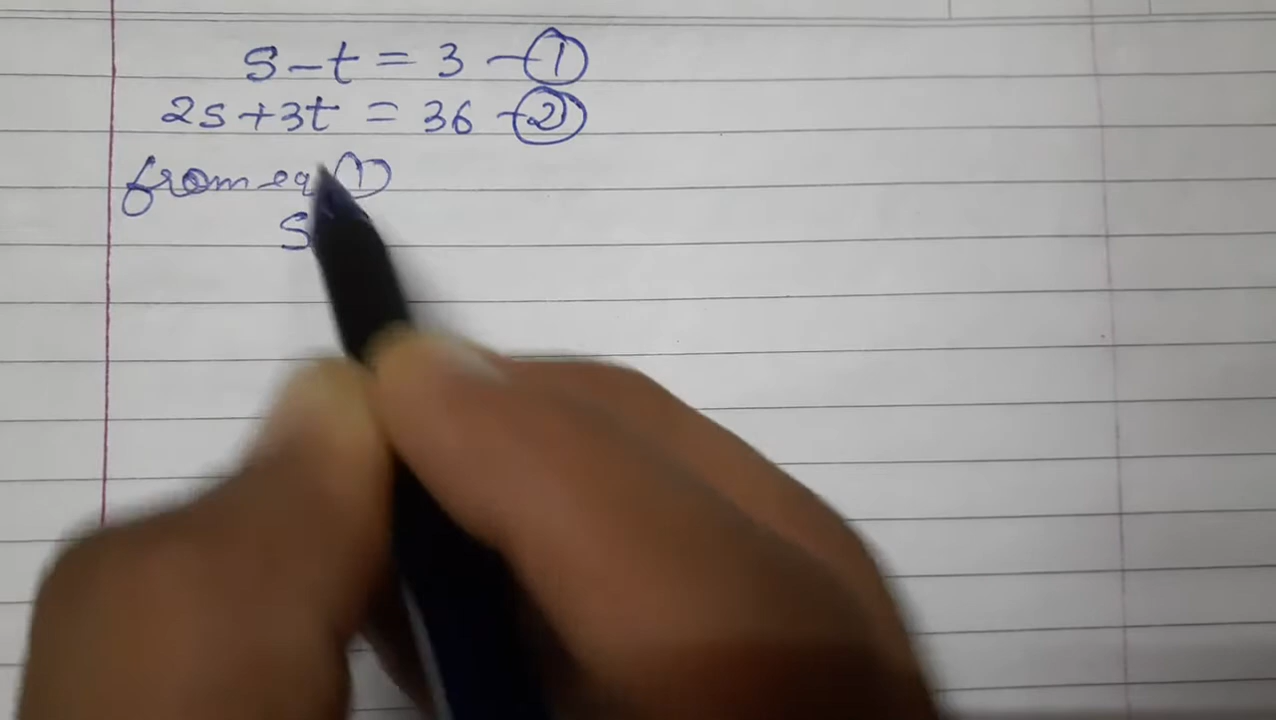 s-t = 3 -①
2s+3t = 36 -②
from eq ①
s